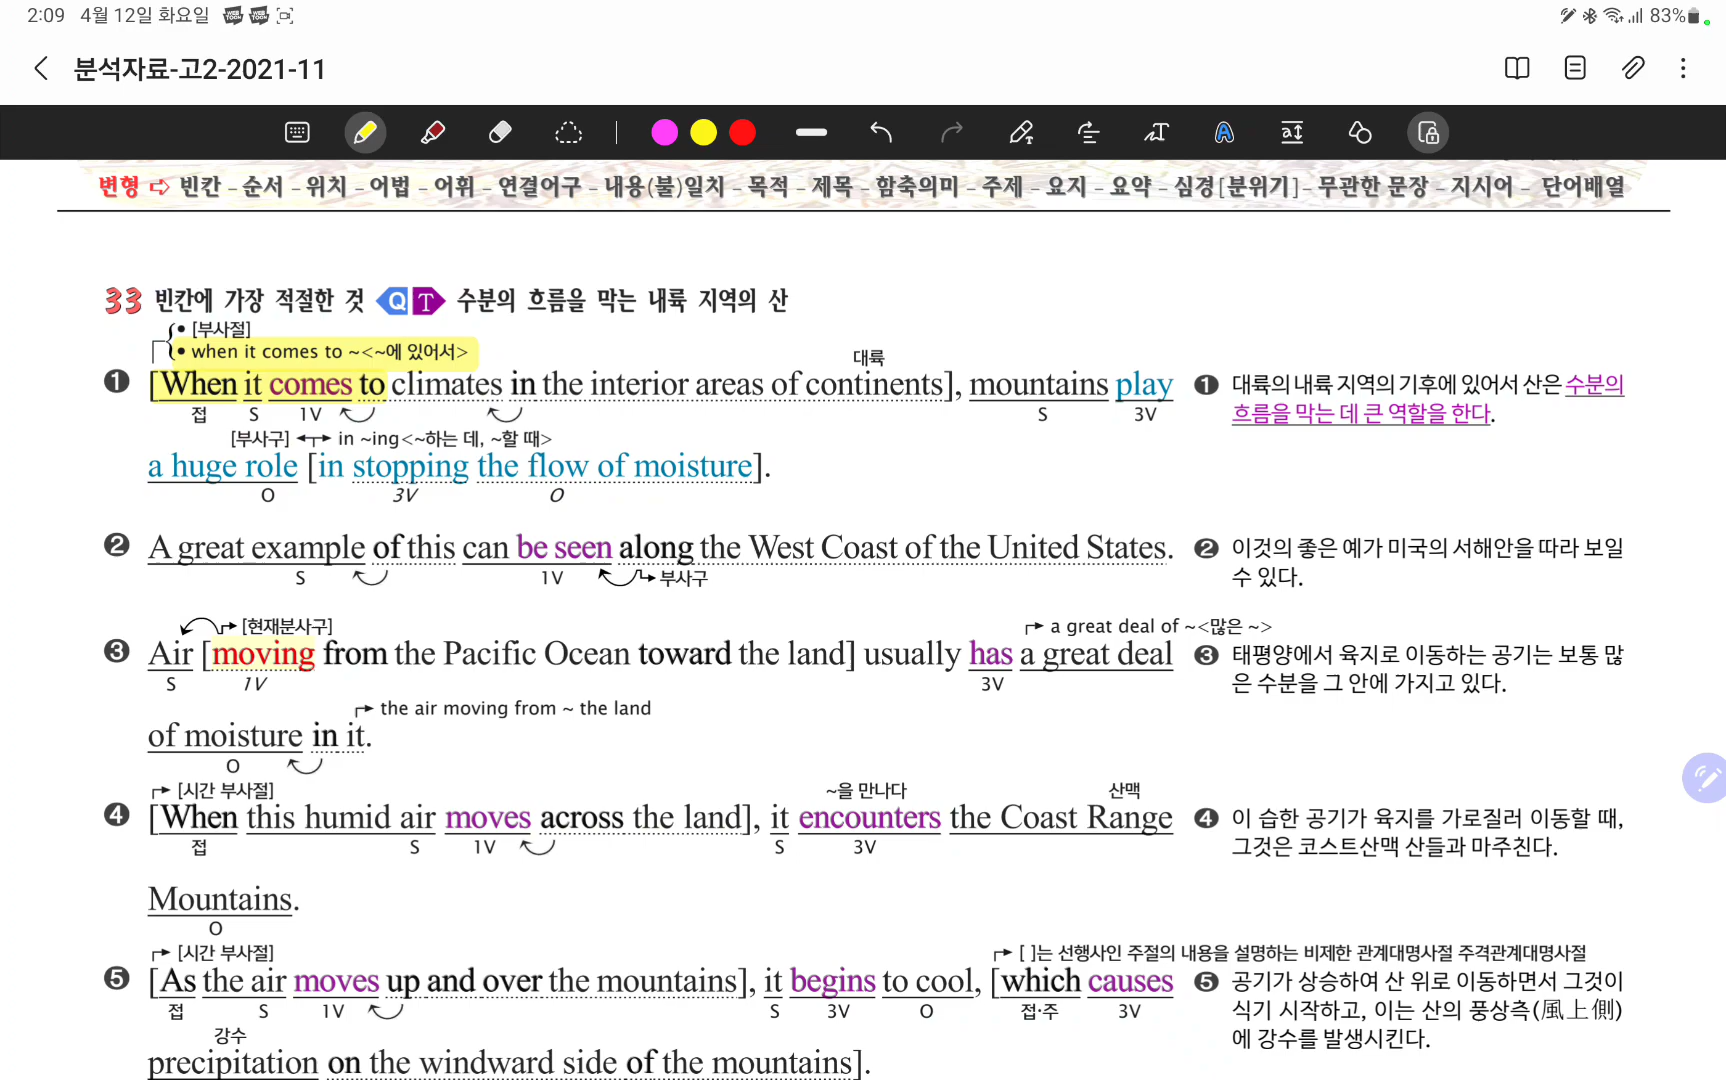 2:09 4월 12일 화요일 83%
분석자료-고2-2021-11
변형 ⇨ 빈칸 – 순서 – 위치 – 어법 – 어휘 – 연결어구 – 내용(불)일치 – 목적 – 제목 – 함축의미 – 주제 – 요지 – 요약 – 심경[분위기] – 무관한 문장 – 지시어 – 단어배열
33 빈칸에 가장 적절한 것 Q T 수분의 흐름을 막는 내륙 지역의 산
• [부사절]
• when it comes to ~<~에 있어서>
대륙
❶ [When it comes to climates in the interior areas of continents], mountains play
접 S 1V S 3V
[부사구] in ~ing<~하는 데, ~할 때>
a huge role [in stopping the flow of moisture].
O 3V O
❶ 대륙의 내륙 지역의 기후에 있어서 산은 수분의
흐름을 막는 데 큰 역할을 한다.
❷ A great example of this can be seen along the West Coast of the United States.
S 1V 부사구
❷ 이것의 좋은 예가 미국의 서해안을 따라 보일
수 있다.
[현재분사구] a great deal of ~<많은 ~>
❸ Air [moving from the Pacific Ocean toward the land] usually has a great deal
S 1V 3V
the air moving from ~ the land
of moisture in it.
O
❸ 태평양에서 육지로 이동하는 공기는 보통 많
은 수분을 그 안에 가지고 있다.
[시간 부사절] ~을 만나다 산맥
❹ [When this humid air moves across the land], it encounters the Coast Range
접 S 1V S 3V
Mountains.
O
❹ 이 습한 공기가 육지를 가로질러 이동할 때,
그것은 코스트산맥 산들과 마주친다.
[시간 부사절] [ ]는 선행사인 주절의 내용을 설명하는 비제한 관계대명사절 주격관계대명사절
❺ [As the air moves up and over the mountains], it begins to cool, [which causes
접 S 1V S 3V O 접·주 3V
강수
precipitation on the windward side of the mountains].
❺ 공기가 상승하여 산 위로 이동하면서 그것이
식기 시작하고, 이는 산의 풍상측(風上側)
에 강수를 발생시킨다.